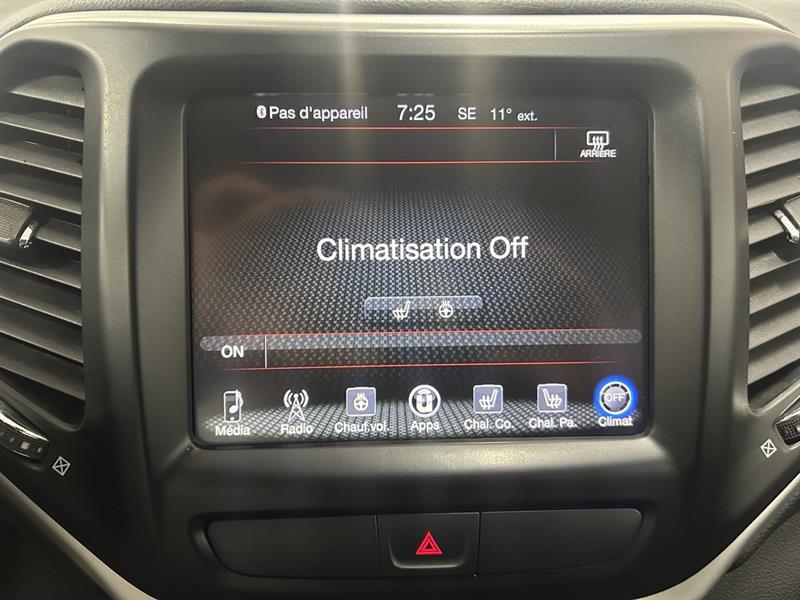 Pas d'appareil 7:25 SE 11° ext.
ARRIÈRE
Climatisation Off
ON
OFF
Média Radio Chauf.vol. Apps Chal. Co. Chal. Pa. Climat